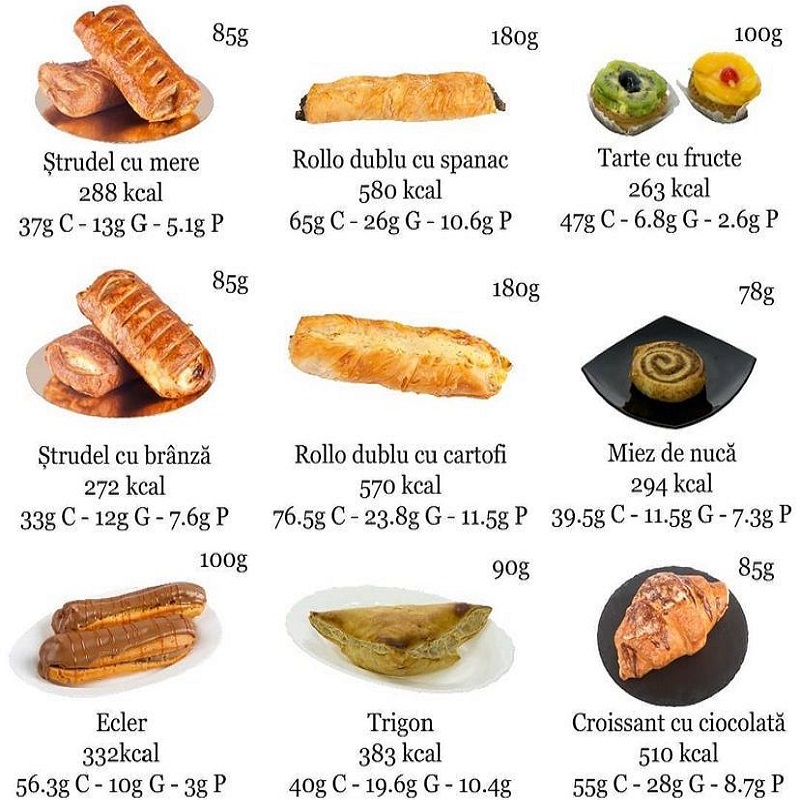 85g
Ștrudel cu mere
288 kcal
37g C - 13g G - 5.1g P
180g
Rollo dublu cu spanac
580 kcal
65g C - 26g G - 10.6g P
100g
Tarte cu fructe
263 kcal
47g C - 6.8g G - 2.6g P
85g
Ștrudel cu brânză
272 kcal
33g C - 12g G - 7.6g P
180g
Rollo dublu cu cartofi
570 kcal
76.5g C - 23.8g G - 11.5g P
78g
Miez de nucă
294 kcal
39.5g C - 11.5g G - 7.3g P
100g
Ecler
332kcal
56.3g C - 10g G - 3g P
90g
Trigon
383 kcal
40g C - 19.6g G - 10.4g
85g
Croissant cu ciocolată
510 kcal
55g C - 28g G - 8.7g P